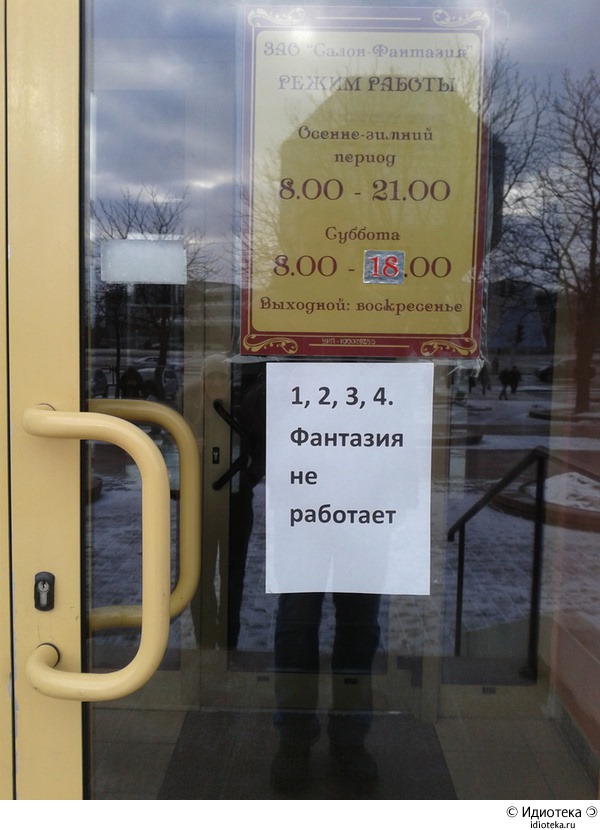 ЗАО "Салон-Фантазия"
РЕЖИМ РАБОТЫ
Осенне-зимний
период
8.00 - 21.00
Суббота
8.00 - 18.00
Выходной: воскресенье
1, 2, 3, 4.
Фантазия
не
работает
© Идиотека
idioteka.ru